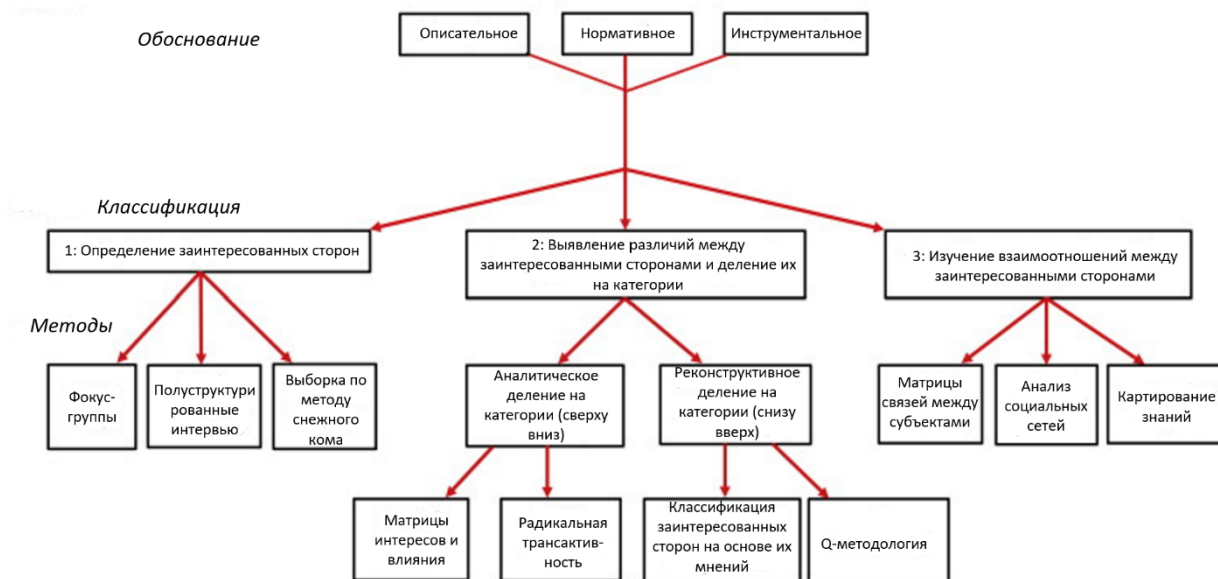 Обоснование
Описательное
Нормативное
Инструментальное
Классификация
1: Определение заинтересованных сторон
2: Выявление различий между
заинтересованными сторонами и деление их
на категории
3: Изучение взаимоотношений между
заинтересованными сторонами
Методы
Фокус-
группы
Полуструктури
рованные
интервью
Выборка по
методу
снежного
кома
Аналитическое
деление на
категории (сверху
вниз)
Реконструктивное
деление на
категории (снизу
вверх)
Матрицы
связей между
субъектами
Анализ
социальных
сетей
Картирование
знаний
Матрицы
интересов и
влияния
Радикальная
трансактив-
ность
Классификация
заинтересованных
сторон на основе их
мнений
Q-методология